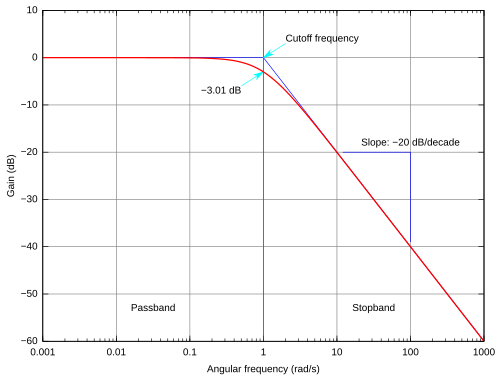 10
0
−10
−20
−30
−40
−50
−60
Gain (dB)
Cutoff frequency
−3.01 dB
Slope: −20 dB/decade
Passband
Stopband
0.001
0.01
0.1
1
10
100
1000
Angular frequency (rad/s)